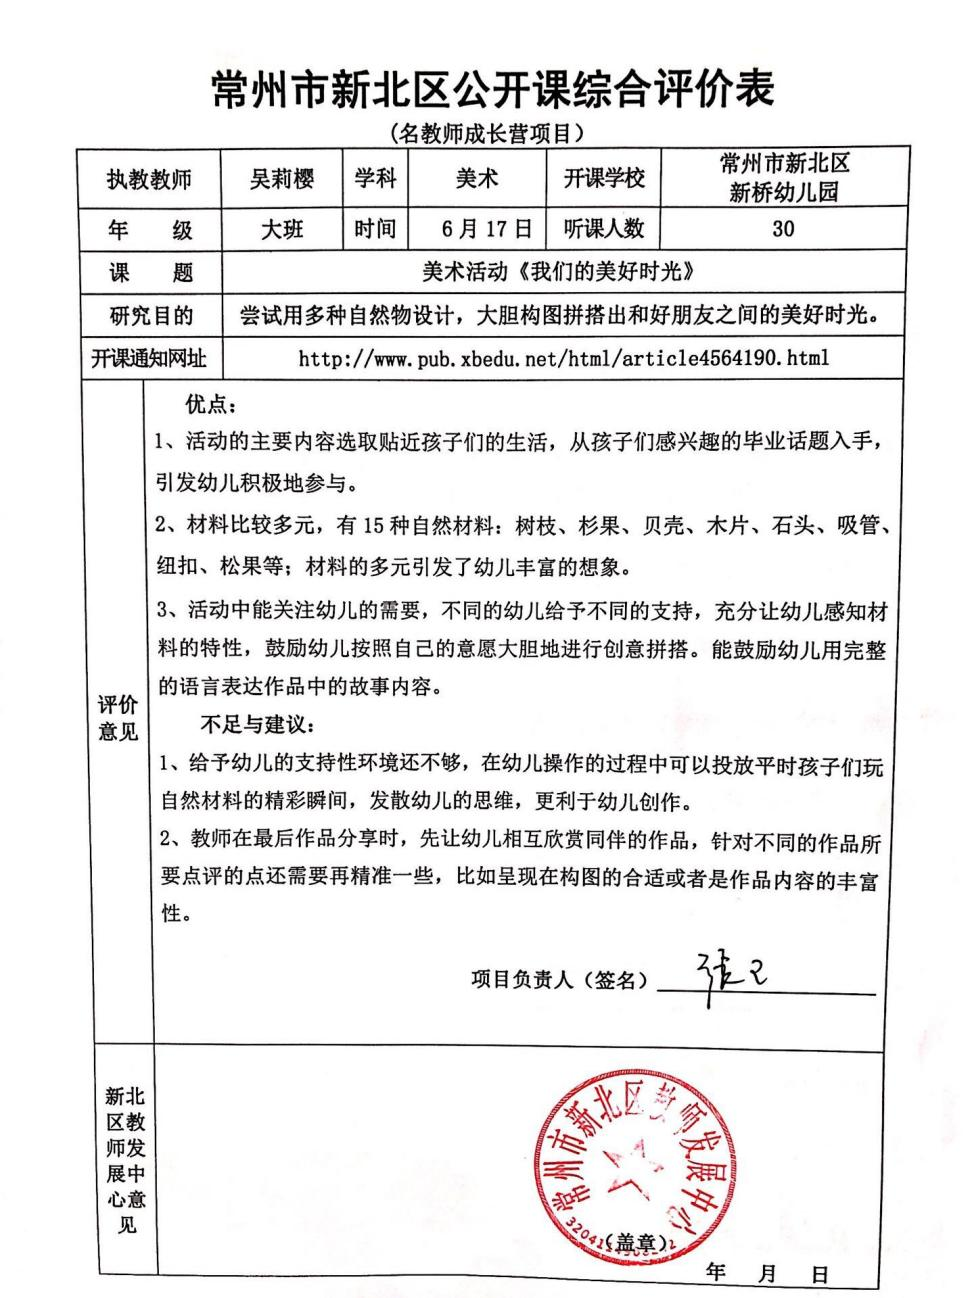 常州市新北区公开课综合评价表
(名教师成长营项目)
执教教师 吴莉樱 学科 美术 开课学校 常州市新北区
新桥幼儿园
年 级 大班 时间 6月17日 听课人数 30
课 题 美术活动《我们的美好时光》
研究目的 尝试用多种自然物设计，大胆构图拼搭出和好朋友之间的美好时光。
开课通知网址 http://www.pub.xbedu.net/html/article4564190.html
评价
意见
优点：
1、活动的主要内容选取贴近孩子们的生活，从孩子们感兴趣的毕业话题入手，
引发幼儿积极地参与。
2、材料比较多元，有15种自然材料：树枝、杉果、贝壳、木片、石头、吸管、
纽扣、松果等；材料的多元引发了幼儿丰富的想象。
3、活动中能关注幼儿的需要，不同的幼儿给予不同的支持，充分让幼儿感知材
料的特性，鼓励幼儿按照自己的意愿大胆地进行创意拼搭。能鼓励幼儿用完整
的语言表达作品中的故事内容。
不足与建议：
1、给予幼儿的支持性环境还不够，在幼儿操作的过程中可以投放平时孩子们玩
自然材料的精彩瞬间，发散幼儿的思维，更利于幼儿创作。
2、教师在最后作品分享时，先让幼儿相互欣赏同伴的作品，针对不同的作品所
要点评的点还需要再精准一些，比如呈现在构图的合适或者是作品内容的丰富
性。
项目负责人（签名）
新北
区教
师发
展中
心意
见
常州市新北区教师发展中心
（盖章）
年 月 日